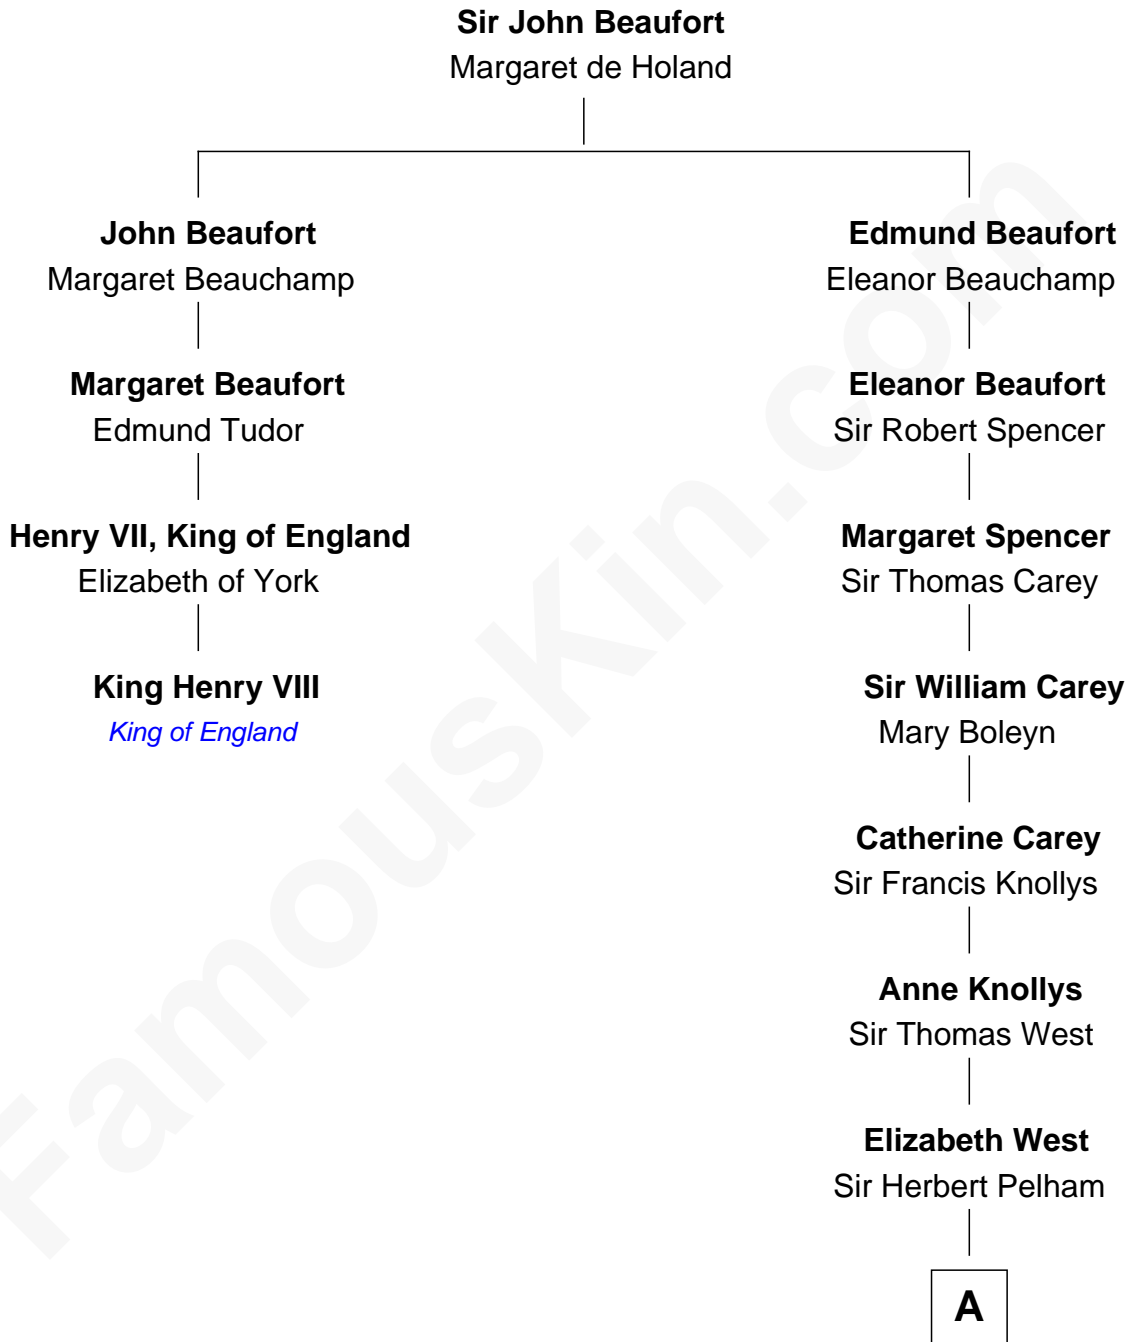 Sir John Beaufort
Margaret de Holand
John Beaufort
Margaret Beauchamp
Margaret Beaufort
Edmund Tudor
Henry VII, King of England
Elizabeth of York
King Henry VIII
King of England
Edmund Beaufort
Eleanor Beauchamp
Eleanor Beaufort
Sir Robert Spencer
Margaret Spencer
Sir Thomas Carey
Sir William Carey
Mary Boleyn
Catherine Carey
Sir Francis Knollys
Anne Knollys
Sir Thomas West
Elizabeth West
Sir Herbert Pelham
A
FamousKin.com